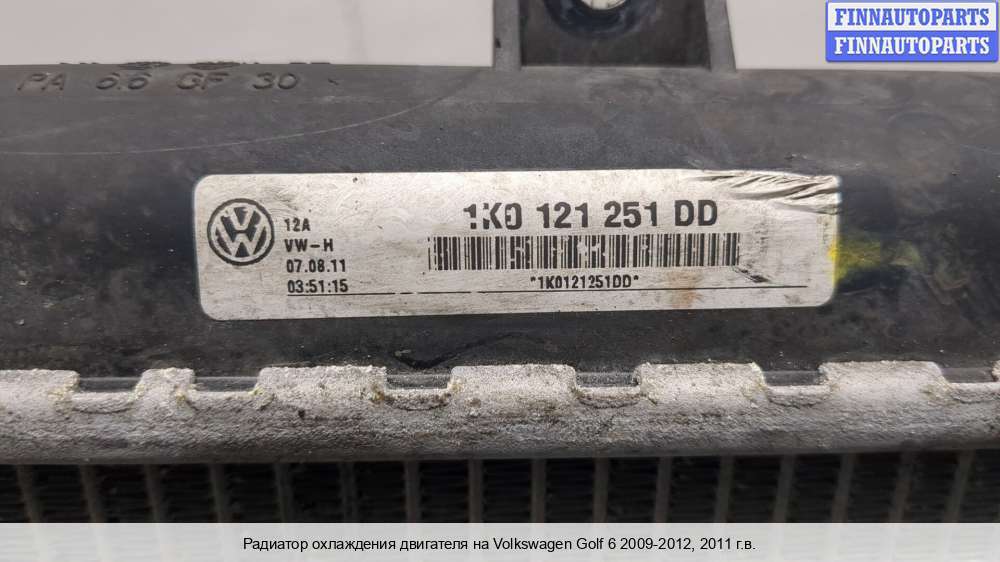 FINNAUTOPARTS
FINNAUTOPARTS
PA 6.6 GF 30
1K0 121 251 DD
12A
VW-H
07.08.11
03:51:15
*1K0121251DD*
Радиатор охлаждения двигателя на Volkswagen Golf 6 2009-2012, 2011 г.в.